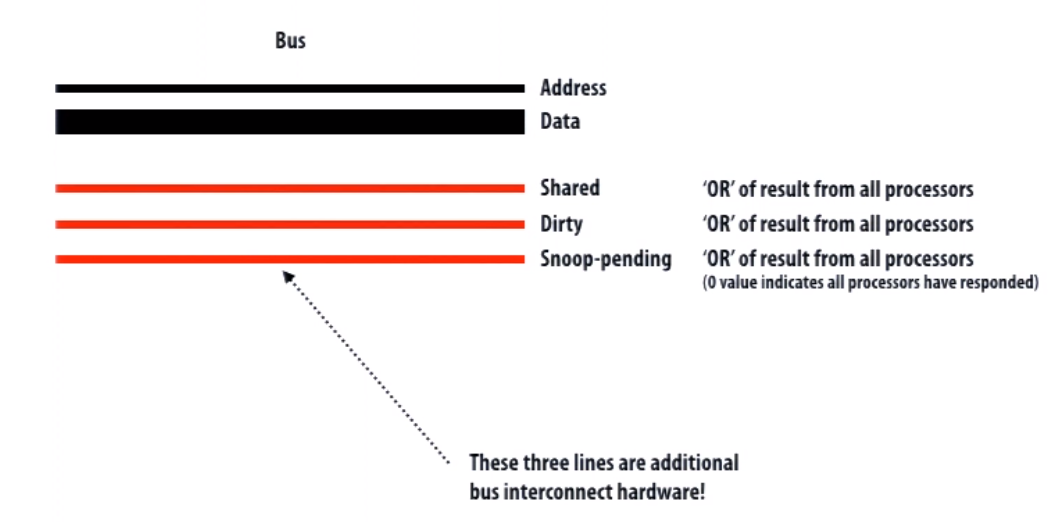 Bus
Address
Data
Shared ‘OR’ of result from all processors
Dirty ‘OR’ of result from all processors
Snoop-pending ‘OR’ of result from all processors
(0 value indicates all processors have responded)
These three lines are additional
bus interconnect hardware!